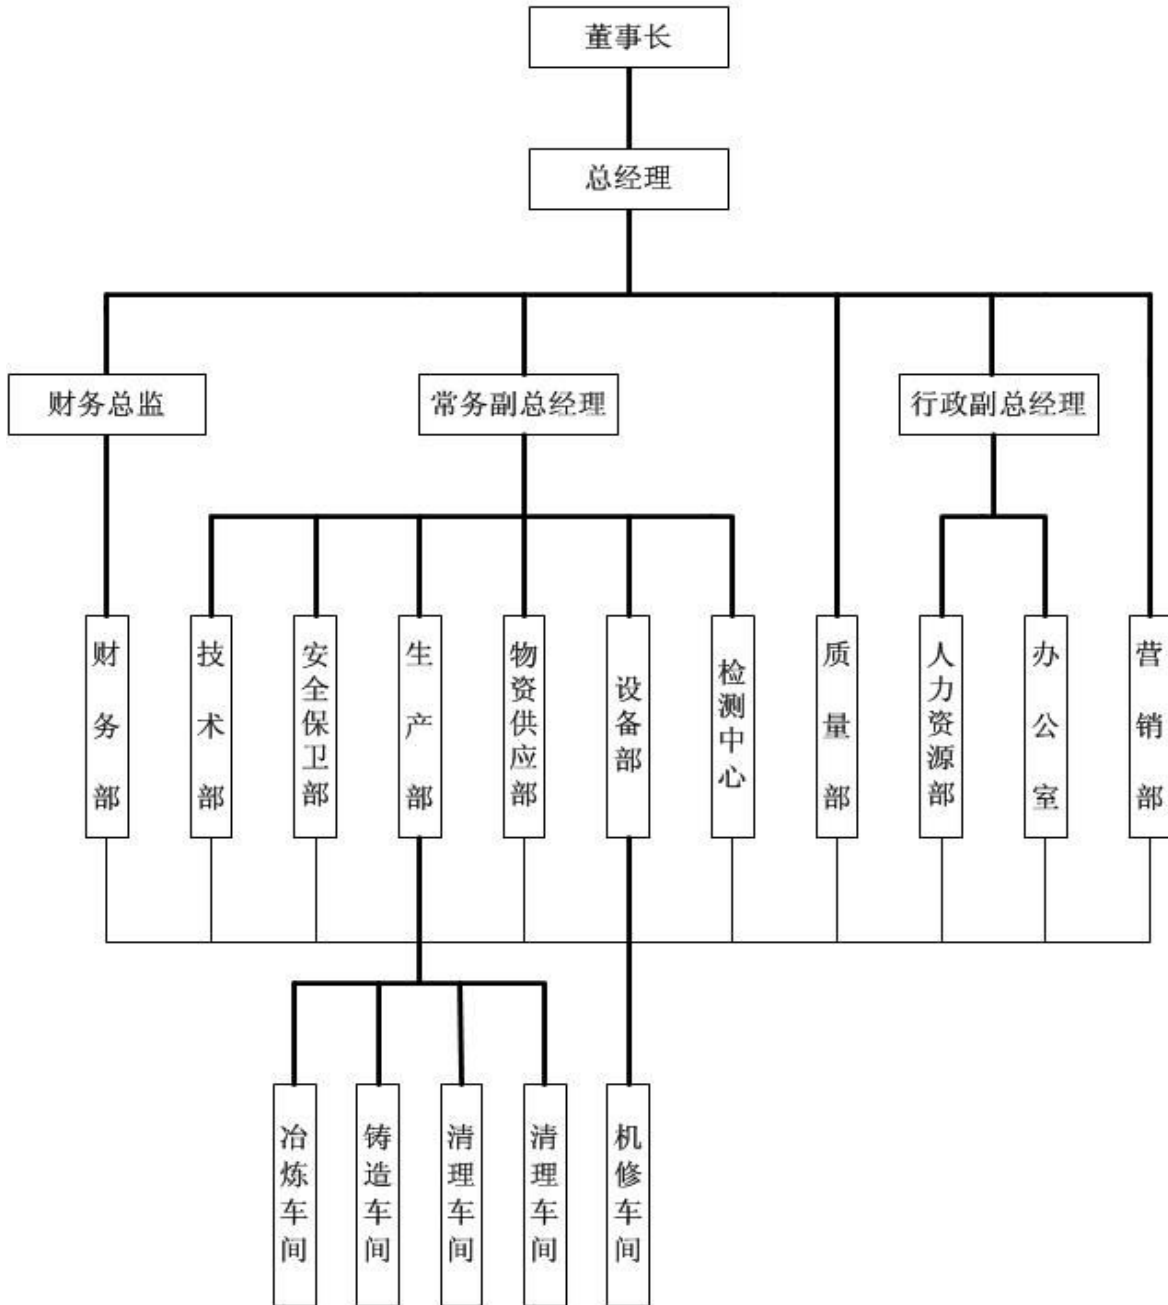 董事长
总经理
财务总监
常务副总经理
行政副总经理
财务部
技术部
安全保卫部
生产部
物资供应部
设备部
检测中心
质量部
人力资源部
办公室
营销部
冶炼车间
铸造车间
清理车间
清理车间
机修车间